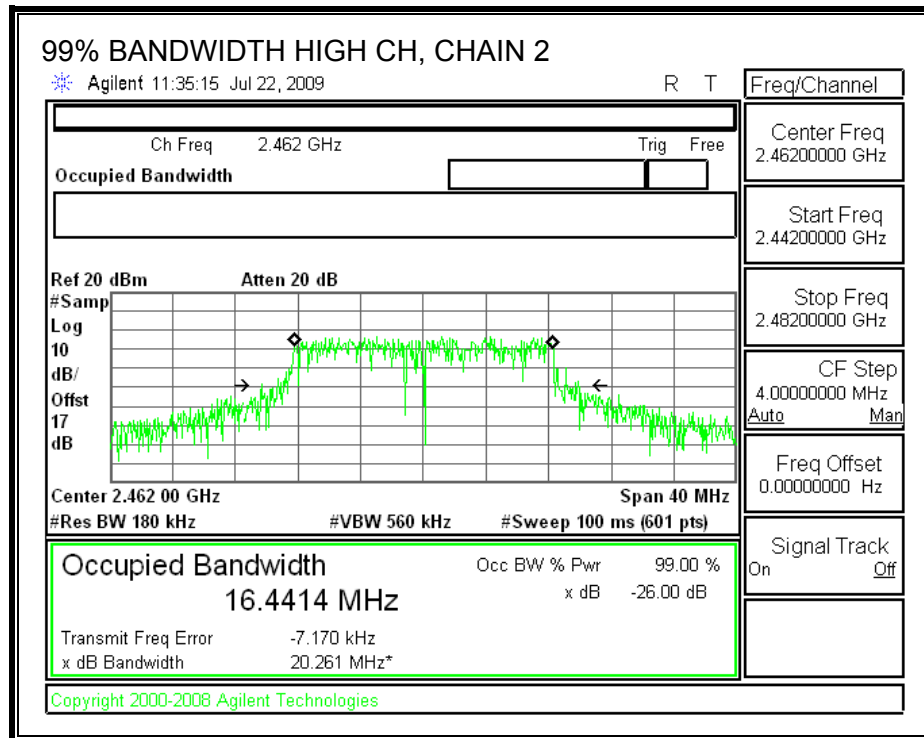 99% BANDWIDTH HIGH CH, CHAIN 2
Agilent 11:35:15 Jul 22, 2009 R T
Freq/Channel
Ch Freq 2.462 GHz Trig Free
Occupied Bandwidth
Center Freq
2.46200000 GHz
Start Freq
2.44200000 GHz
Stop Freq
2.48200000 GHz
CF Step
4.00000000 MHz
Auto Man
Freq Offset
0.00000000 Hz
Signal Track
On Off
Ref 20 dBm Atten 20 dB
#Samp
Log
10
dB/
Offst
17
dB
Center 2.462 00 GHz Span 40 MHz
#Res BW 180 kHz #VBW 560 kHz #Sweep 100 ms (601 pts)
Occupied Bandwidth
16.4414 MHz
Occ BW % Pwr 99.00 %
x dB -26.00 dB
Transmit Freq Error -7.170 kHz
x dB Bandwidth 20.261 MHz*
Copyright 2000-2008 Agilent Technologies